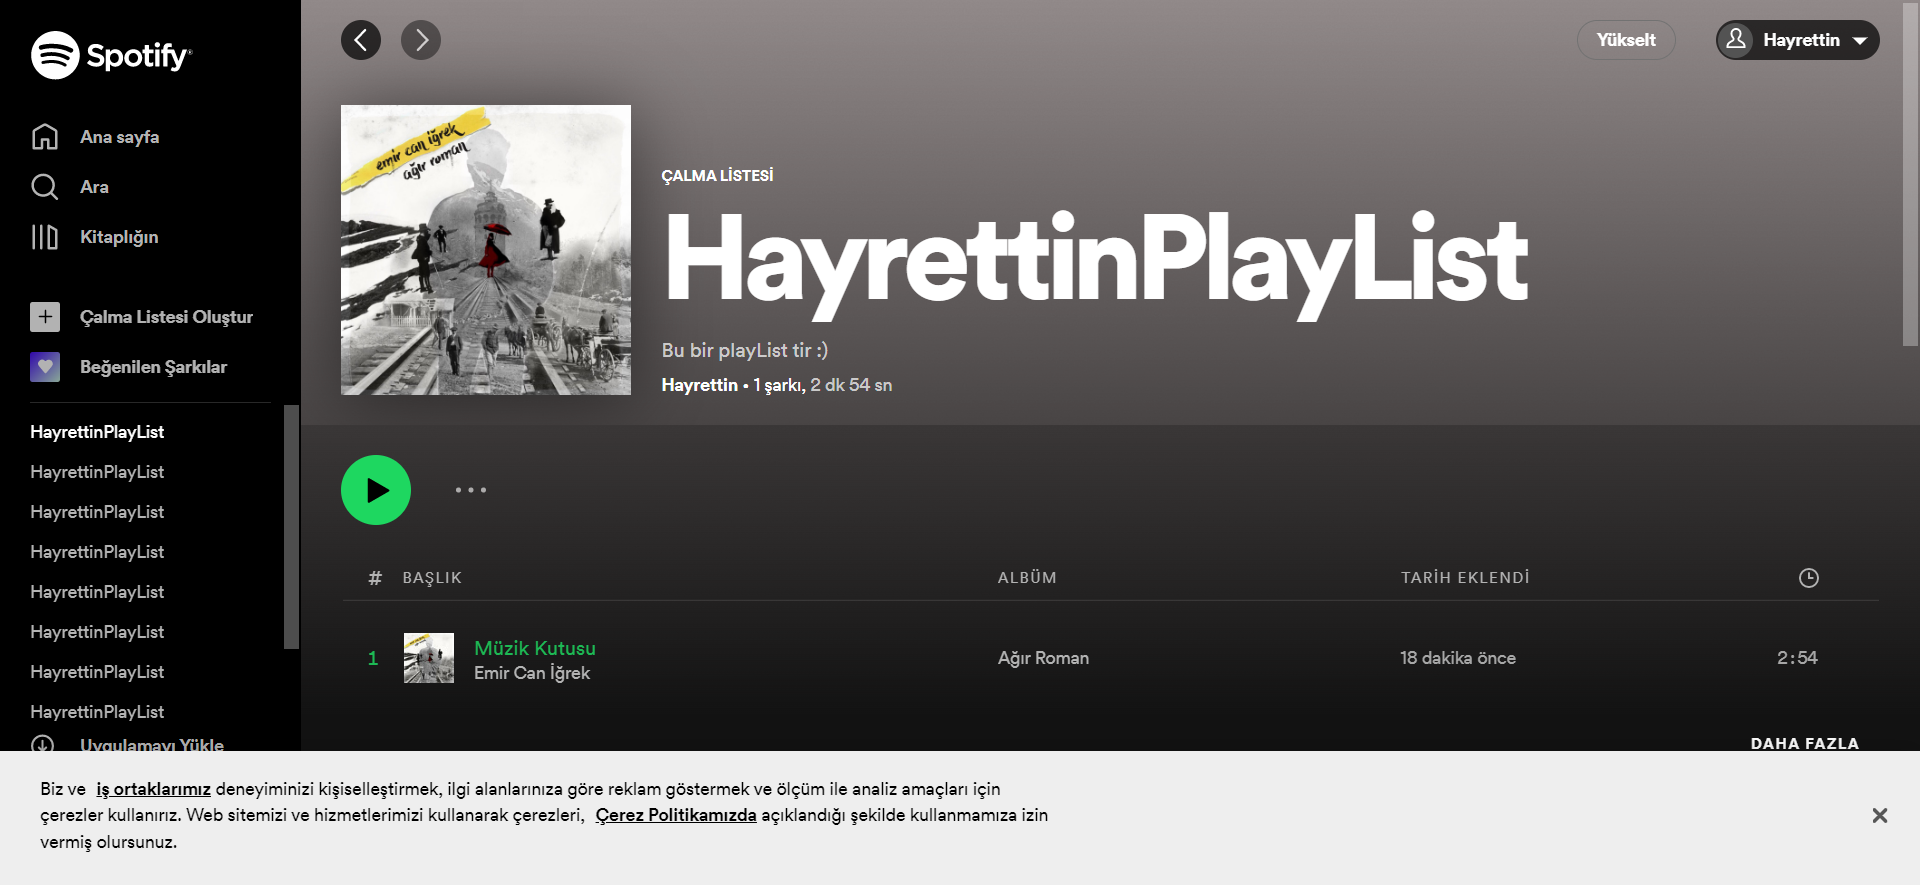 Spotify
Ana sayfa
Ara
Kitaplığın
Çalma Listesi Oluştur
Beğenilen Şarkılar
HayrettinPlayList
HayrettinPlayList
HayrettinPlayList
HayrettinPlayList
HayrettinPlayList
HayrettinPlayList
HayrettinPlayList
HayrettinPlayList
Uygulamayı Yükle
Yükselt
Hayrettin
emir can iğrek
ağır roman
ÇALMA LİSTESİ
HayrettinPlayList
Bu bir playList tir :)
Hayrettin • 1 şarkı, 2 dk 54 sn
# BAŞLIK ALBÜM TARİH EKLENDİ
1 Müzik Kutusu Ağır Roman 18 dakika önce 2:54
Emir Can İğrek
DAHA FAZLA
Biz ve iş ortaklarımız deneyiminizi kişiselleştirmek, ilgi alanlarınıza göre reklam göstermek ve ölçüm ile analiz amaçları için
çerezler kullanırız. Web sitemizi ve hizmetlerimizi kullanarak çerezleri, Çerez Politikamızda açıklandığı şekilde kullanmamıza izin
vermiş olursunuz.